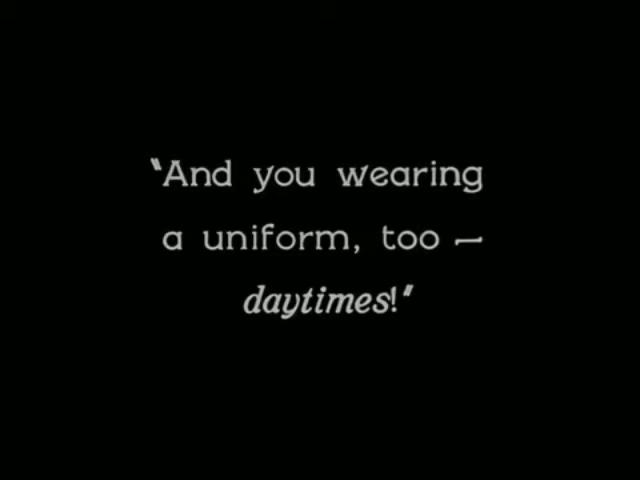 "And you wearing
a uniform, too —
daytimes!"